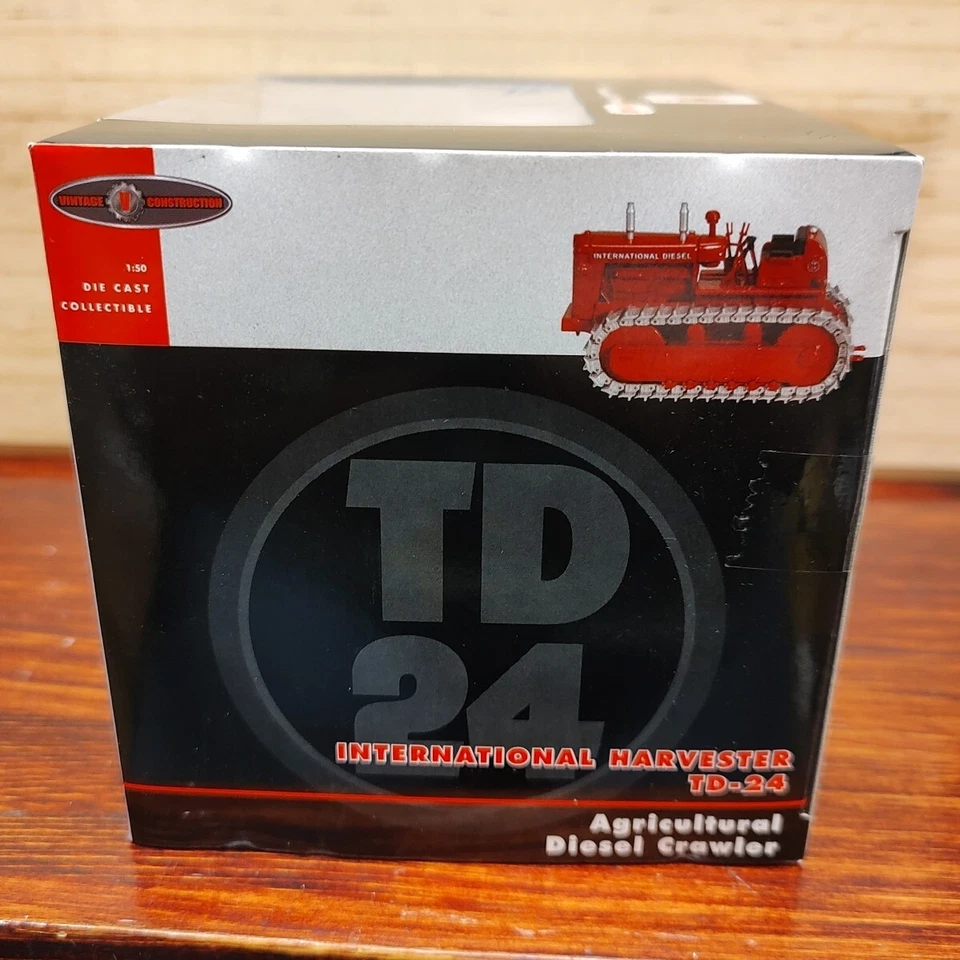 VINTAGE V CONSTRUCTION
1:50
DIE CAST
COLLECTIBLE
INTERNATIONAL DIESEL
TD
24
INTERNATIONAL HARVESTER
TD-24
Agricultural
Diesel Crawler